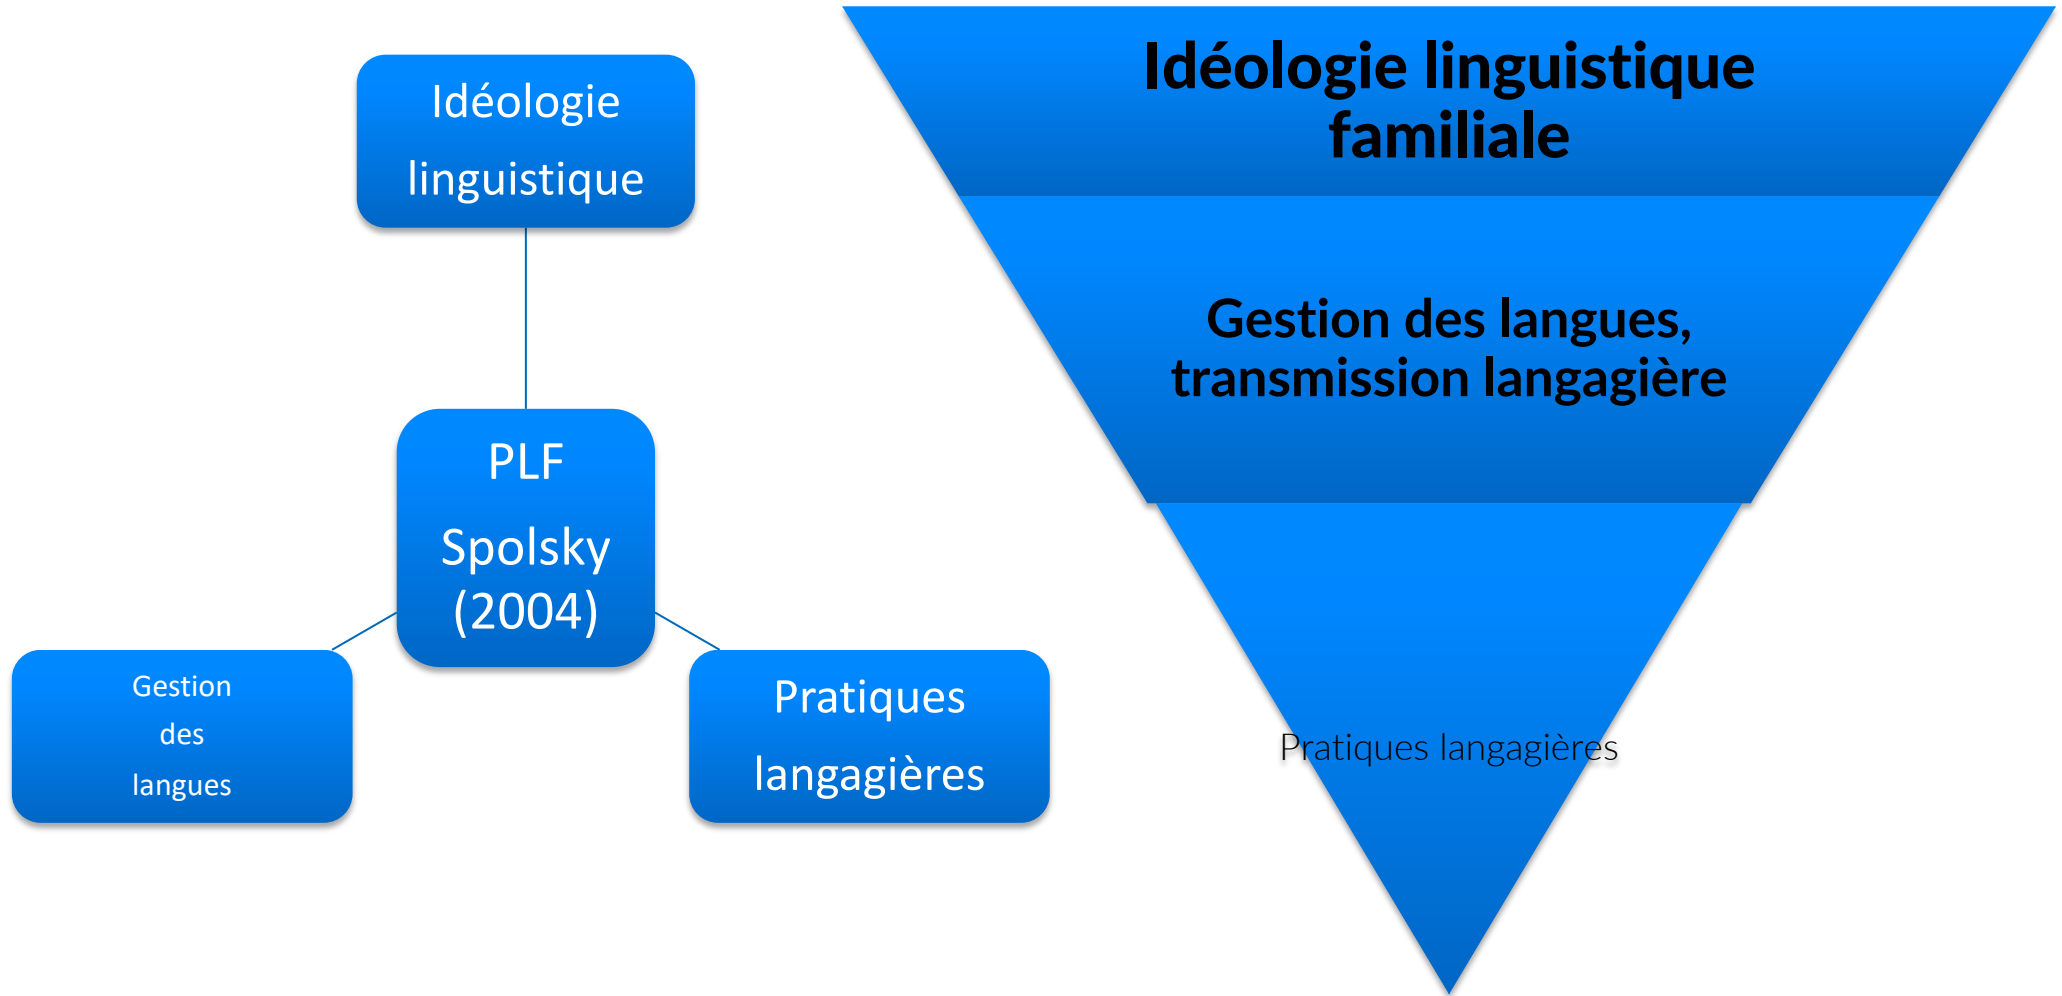 Idéologie
linguistique
PLF
Spolsky
(2004)
Gestion
des
langues
Pratiques
langagières
Idéologie linguistique
familiale
Gestion des langues,
transmission langagière
Pratiques langagières